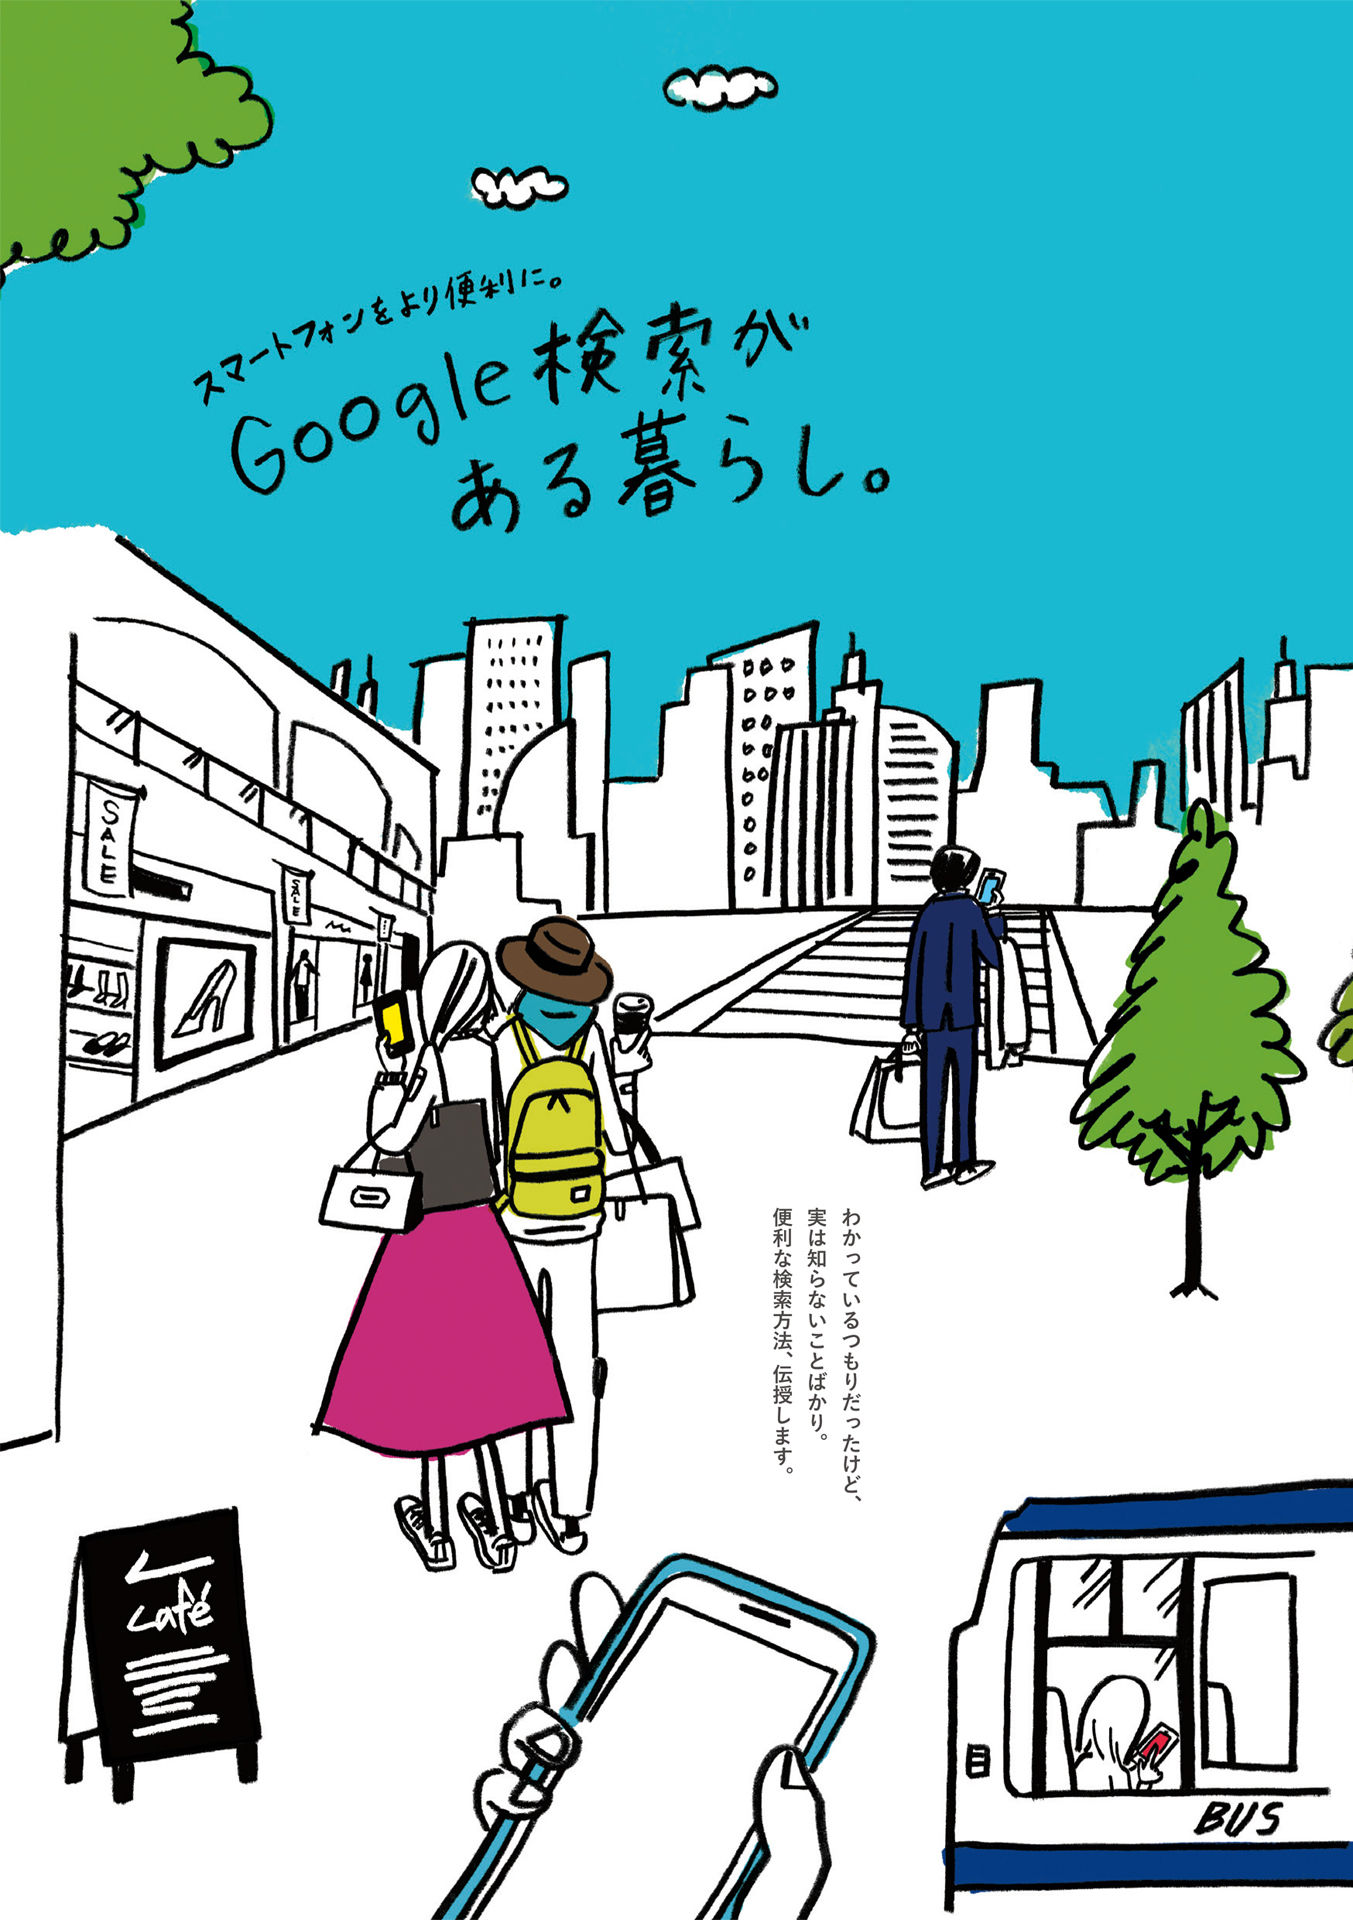 スマートフォンをより便利に。
Google検索が
ある暮らし。
SALE
SALE
わかっているつもりだったけど、
実は知らないことばかり。
便利な検索方法、伝授します。
café
BUS